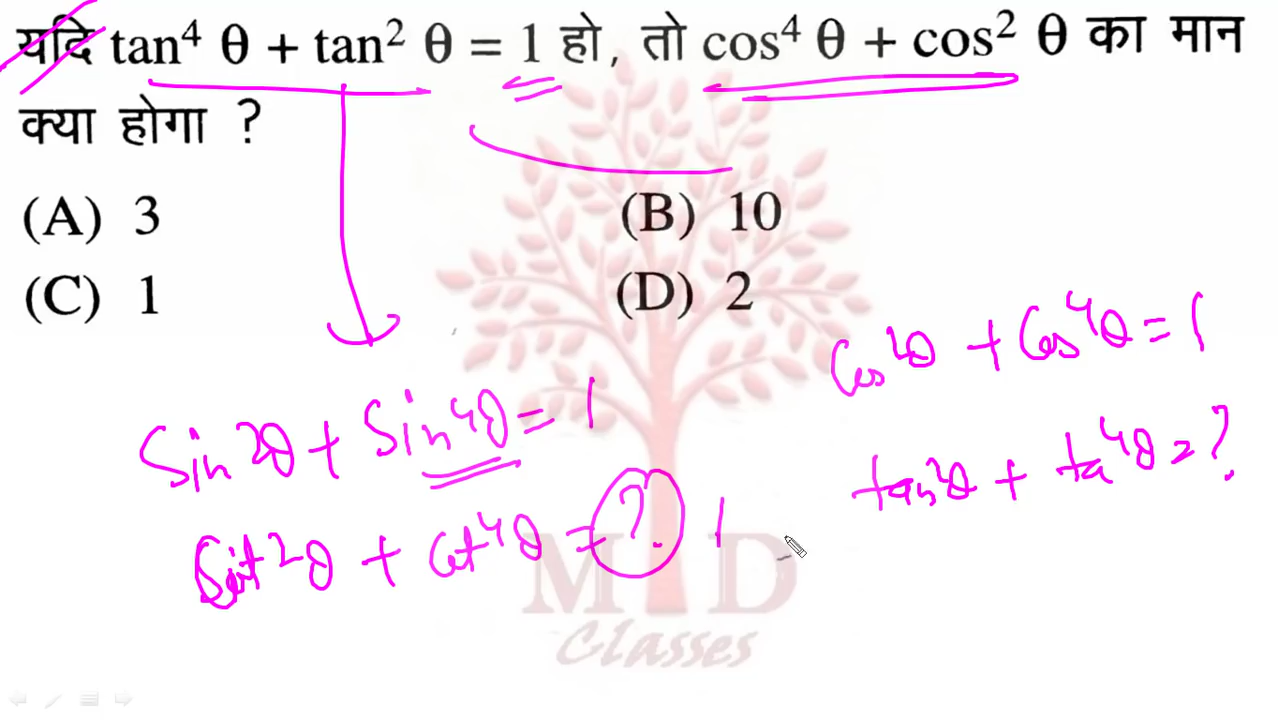 यदि tan⁴ θ + tan² θ = 1 हो, तो cos⁴ θ + cos² θ का मान
क्या होगा ?
(A) 3 (B) 10
(C) 1 (D) 2
Cos²θ + Cos⁴θ = 1
Sin²θ + Sin⁴θ = 1
tan²θ + tan⁴θ = ?
Cot²θ + Cot⁴θ = ? 1
M D
Classes